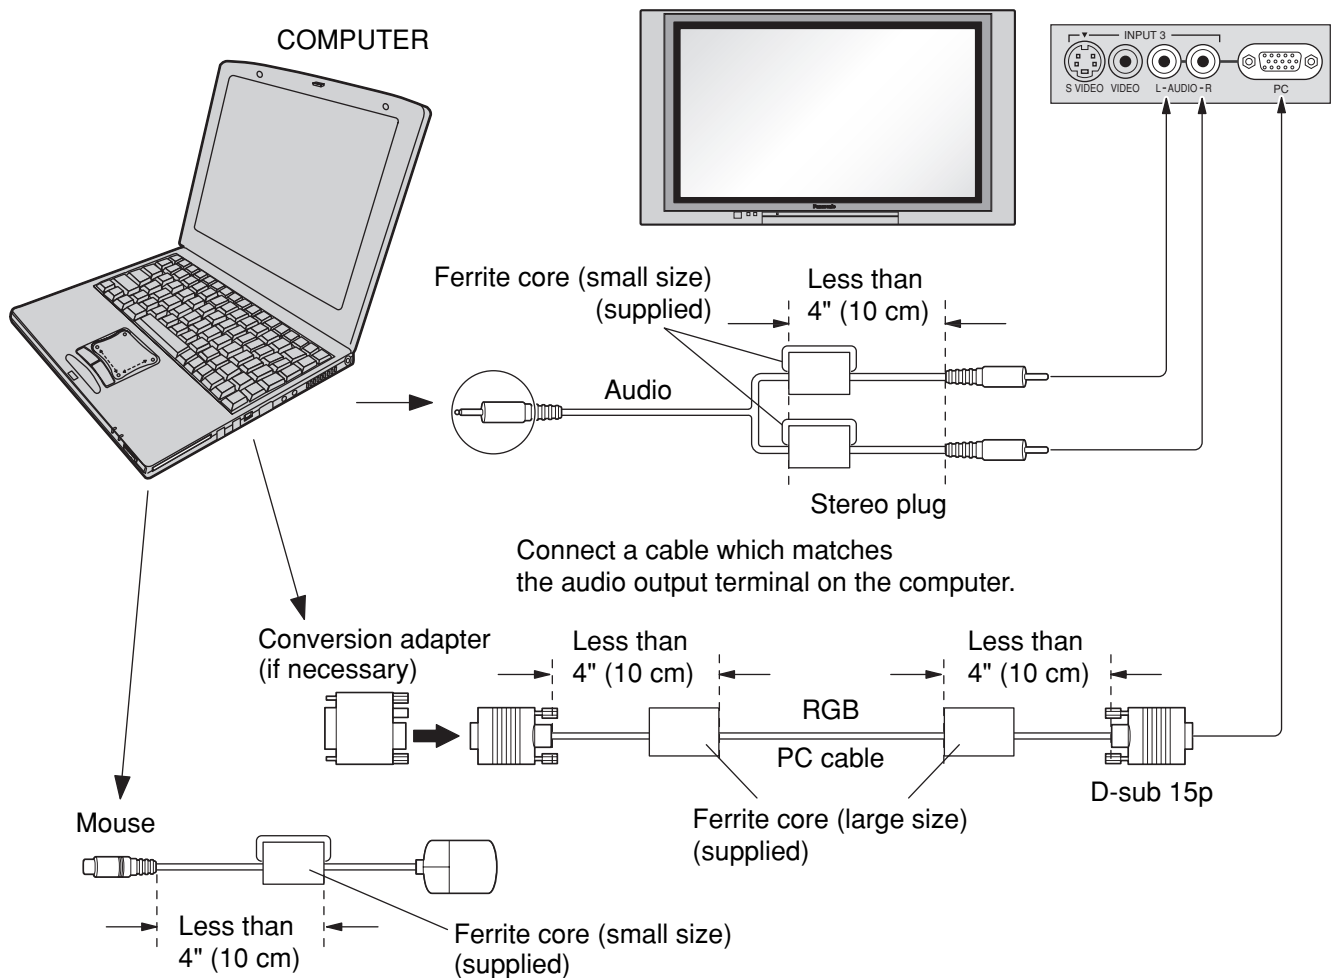 COMPUTER
▼ INPUT 3
S VIDEO VIDEO L-AUDIO-R PC
Panasonic
Ferrite core (small size)
(supplied)
Less than
4" (10 cm)
Audio
Stereo plug
Connect a cable which matches
the audio output terminal on the computer.
Conversion adapter
(if necessary)
Less than
4" (10 cm)
Less than
4" (10 cm)
RGB
PC cable
D-sub 15p
Ferrite core (large size)
(supplied)
Mouse
Less than
4" (10 cm)
Ferrite core (small size)
(supplied)